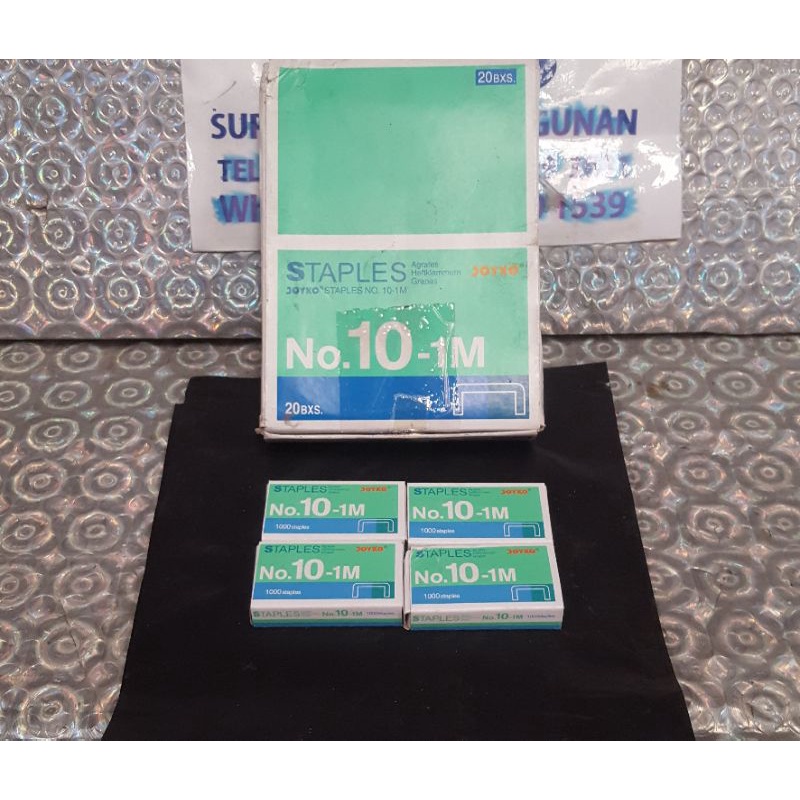 20BXS.
SUR GUNAN
TEL
WH 1539
STAPLES
Agrafes
Heftklammern
Grapas
JOYKO
JOYKO STAPLES NO. 10-1M
No.10-1M
20BXS.
STAPLES JOYKO
No.10-1M
1000 staples
STAPLES JOYKO
No.10-1M
1000 staples
STAPLES JOYKO
No.10-1M
1000 staples
STAPLES No.10-1M 1000staples
STAPLES JOYKO
No.10-1M
1000 staples
STAPLES No.10-1M 1000staples